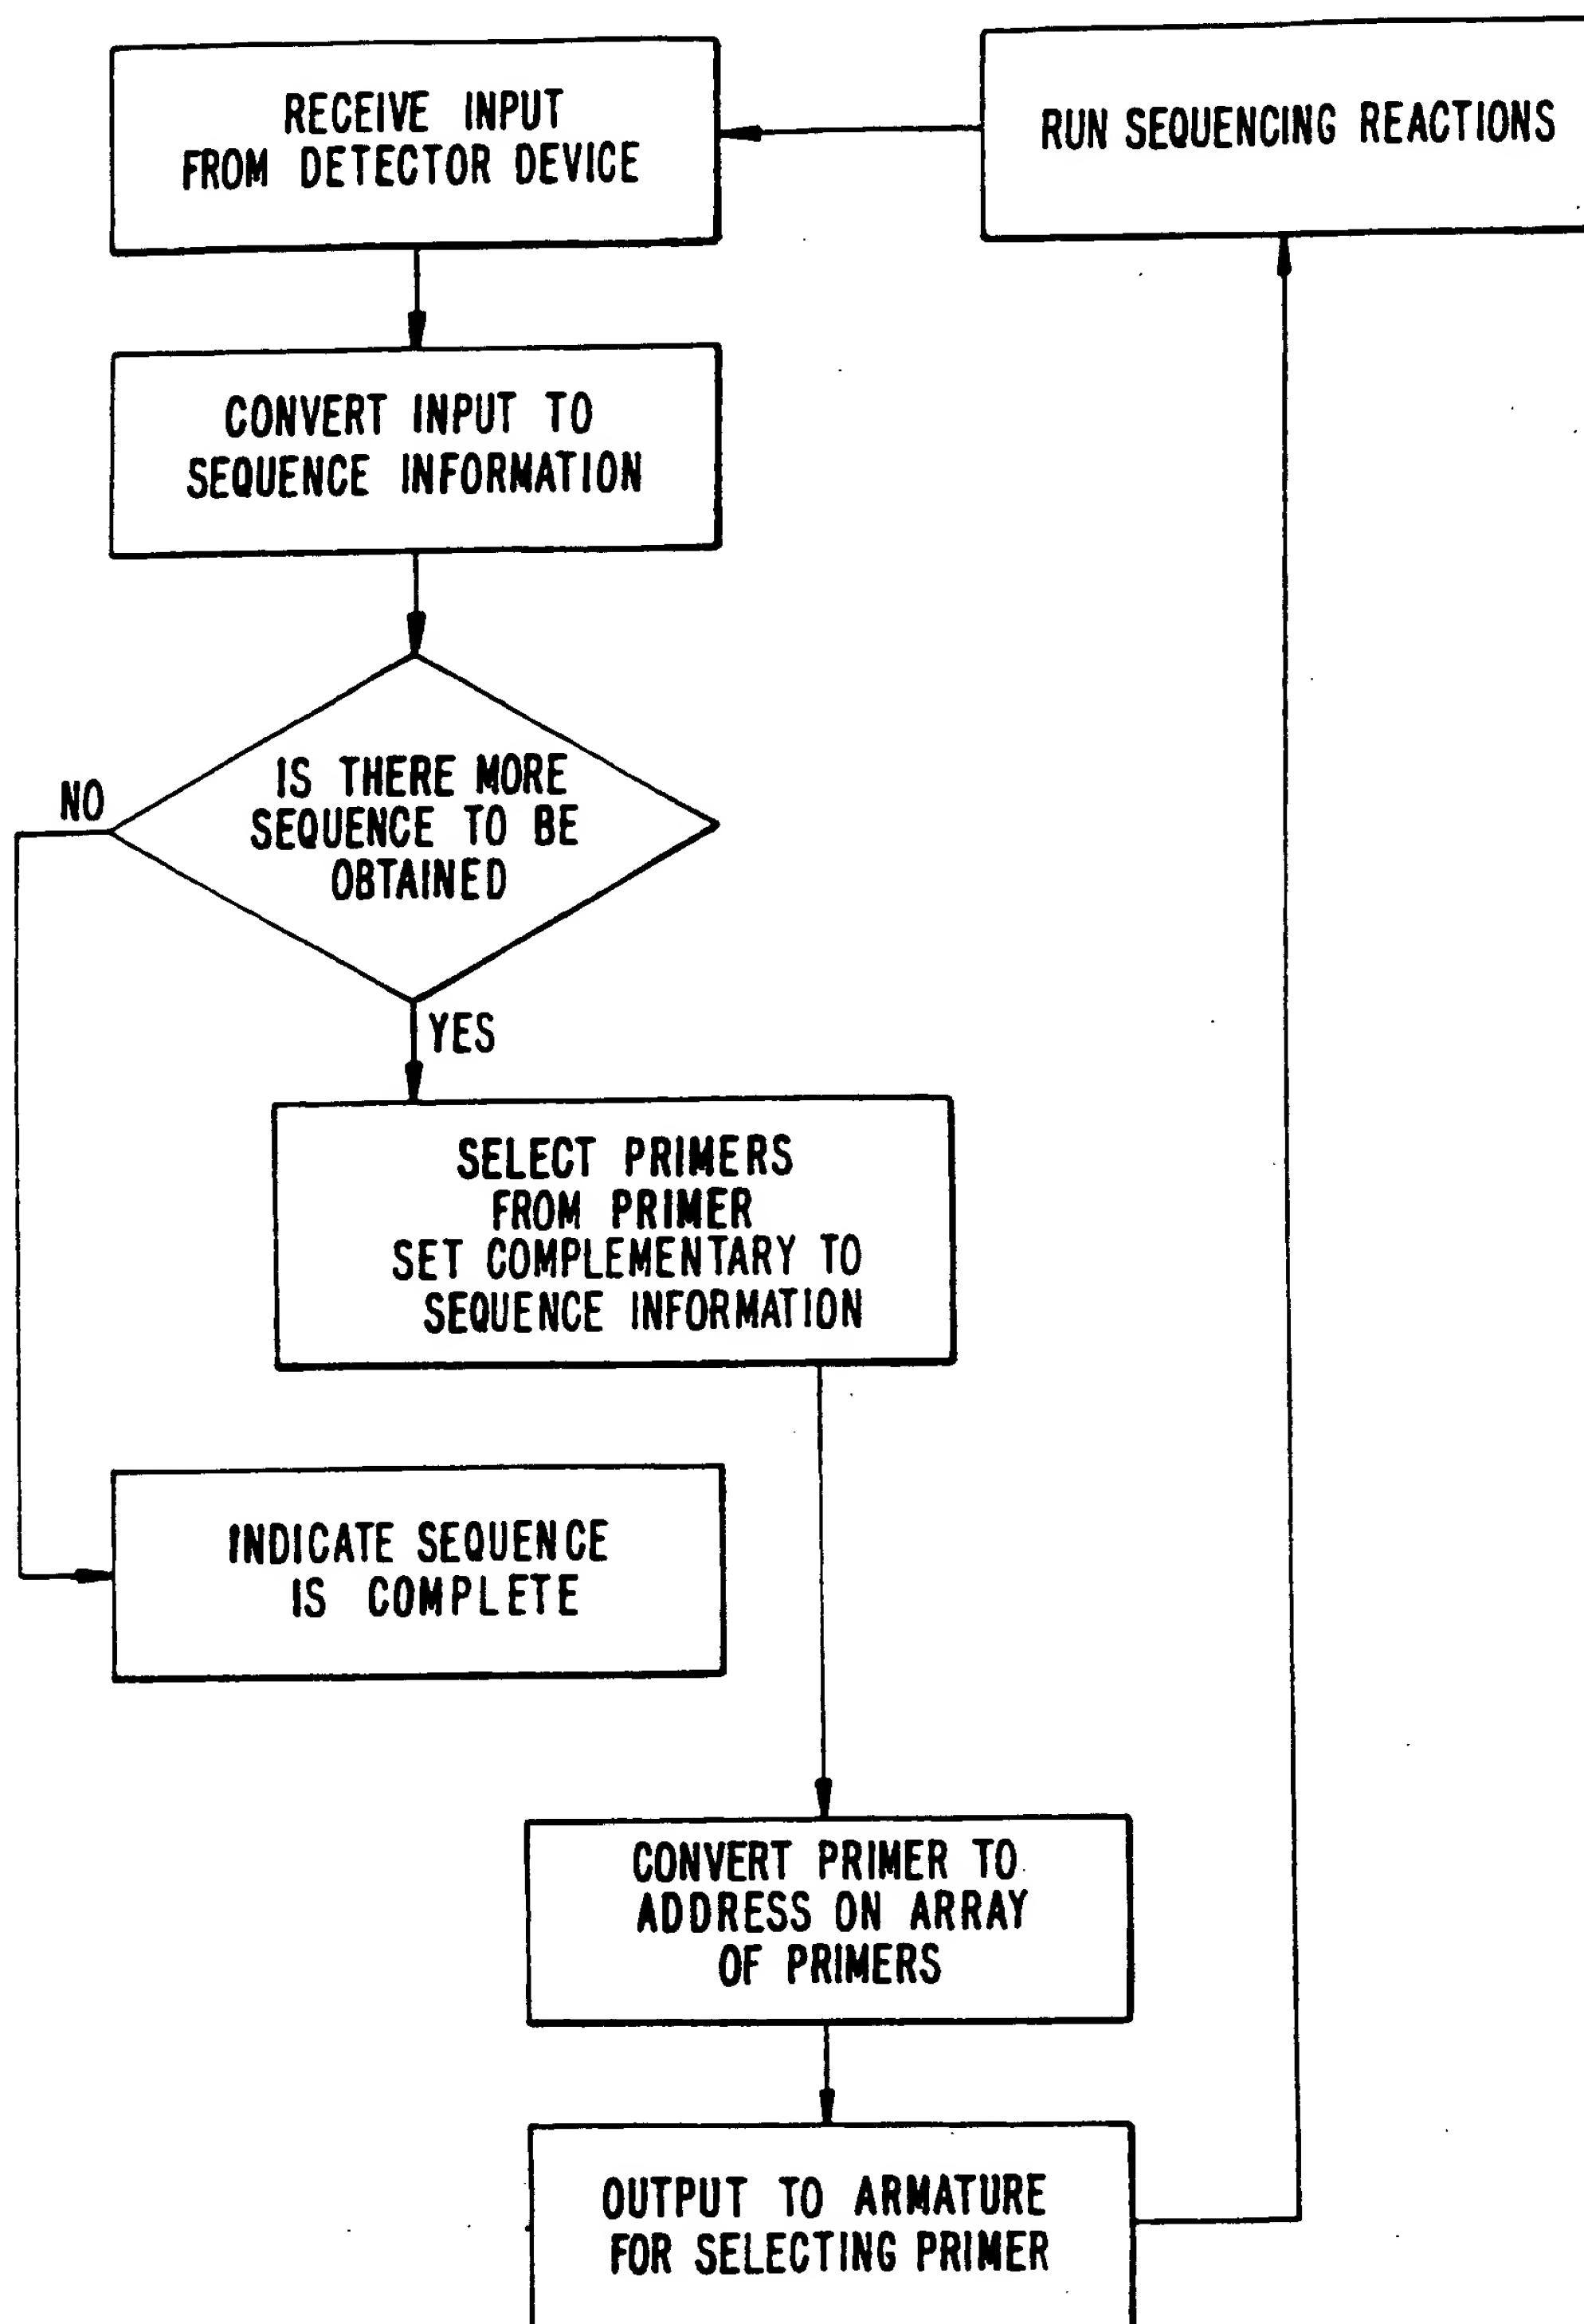 RECEIVE INPUT
FROM DETECTOR DEVICE
RUN SEQUENCING REACTIONS
CONVERT INPUT TO
SEQUENCE INFORMATION
IS THERE MORE
SEQUENCE TO BE
OBTAINED
NO
YES
SELECT PRIMERS
FROM PRIMER
SET COMPLEMENTARY TO
SEQUENCE INFORMATION
INDICATE SEQUENCE
IS COMPLETE
CONVERT PRIMER TO
ADDRESS ON ARRAY
OF PRIMERS
OUTPUT TO ARMATURE
FOR SELECTING PRIMER